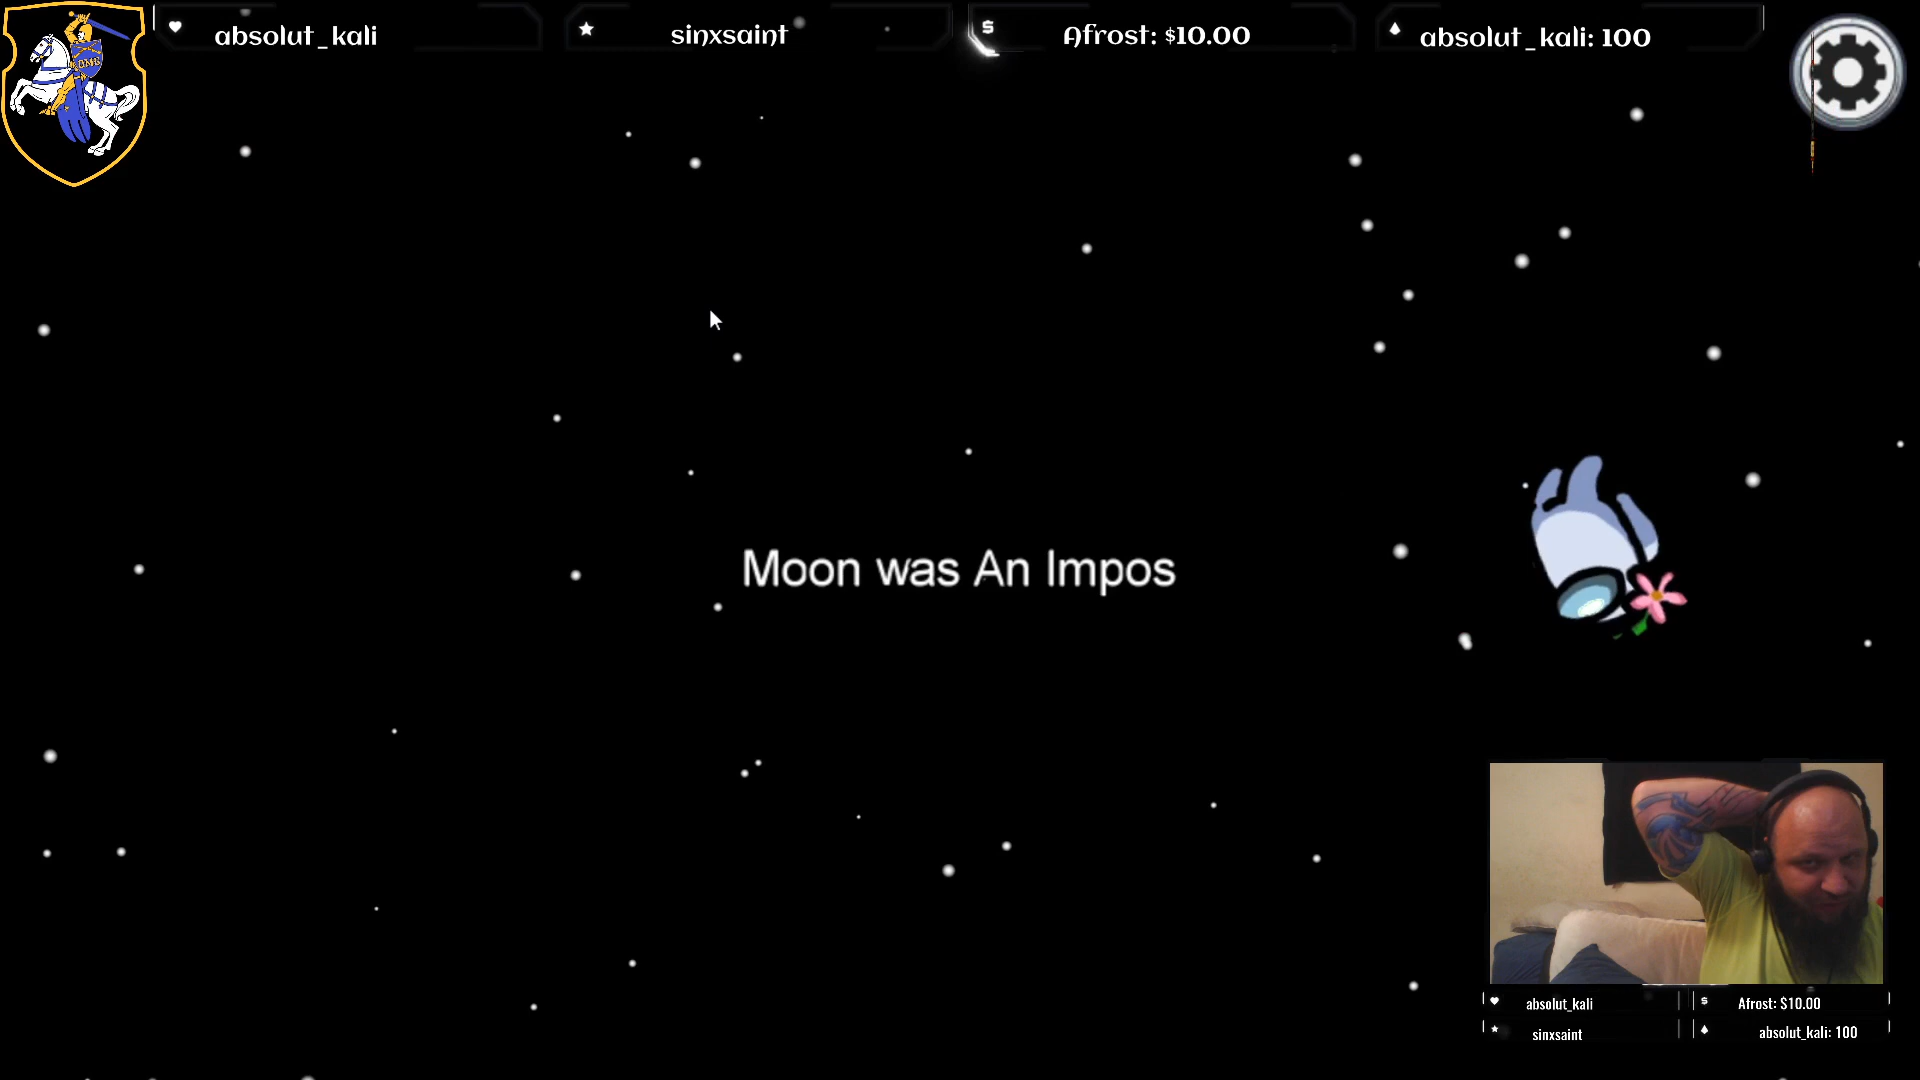 absolut_kali
sinxsaint
Afrost: $10.00
absolut_kali: 100
Moon was An Impos
absolut_kali
Afrost: $10.00
sinxsaint
absolut_kali: 100